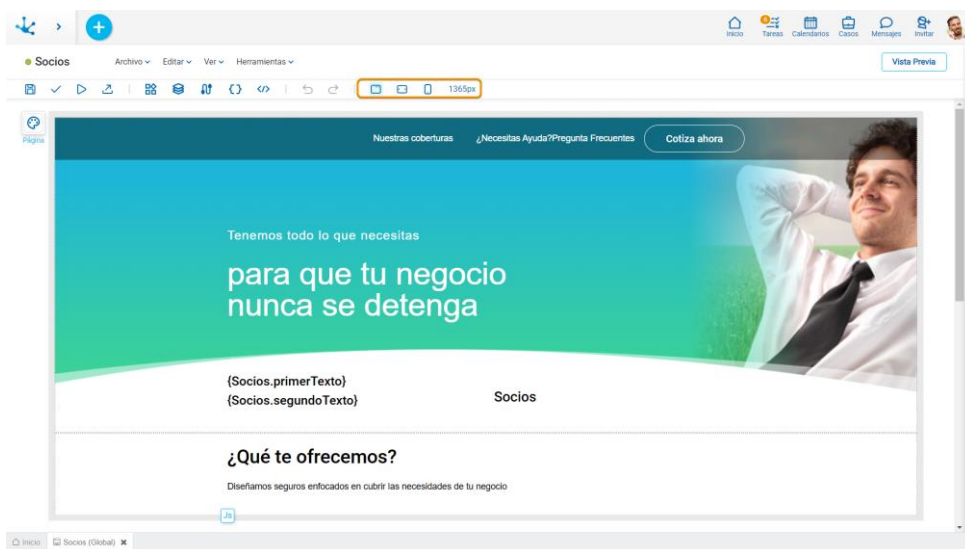 Inicio
6
Tareas
Calendarios
Casos
Mensajes
Invitar
Socios
Archivo
Editar
Ver
Herramientas
Vista Previa
1365px
Página
Nuestras coberturas
¿Necesitas Ayuda?Pregunta Frecuentes
Cotiza ahora
Tenemos todo lo que necesitas
para que tu negocio
nunca se detenga
{Socios.primerTexto}
{Socios.segundoTexto}
Socios
¿Qué te ofrecemos?
Diseñamos seguros enfocados en cubrir las necesidades de tu negocio
Js
Inicio
Socios (Global)